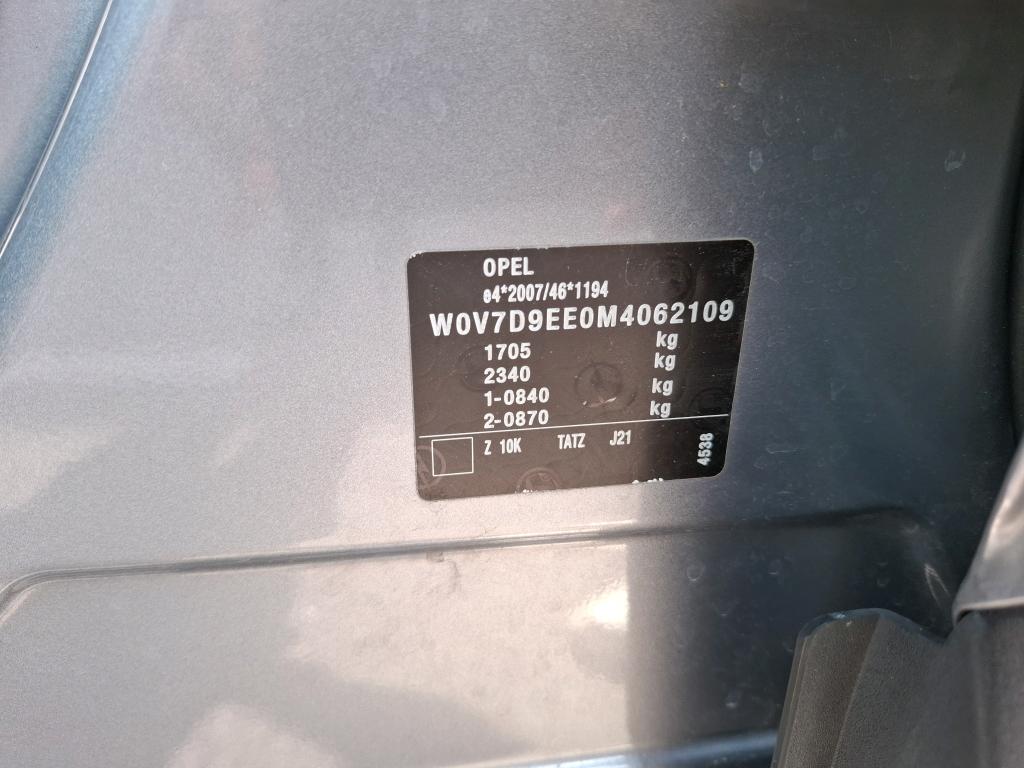 OPEL
e4*2007/46*1194
W0V7D9EE0M4062109
1705 kg
2340 kg
1-0840 kg
2-0870 kg
Z 10K TATZ J21
4538